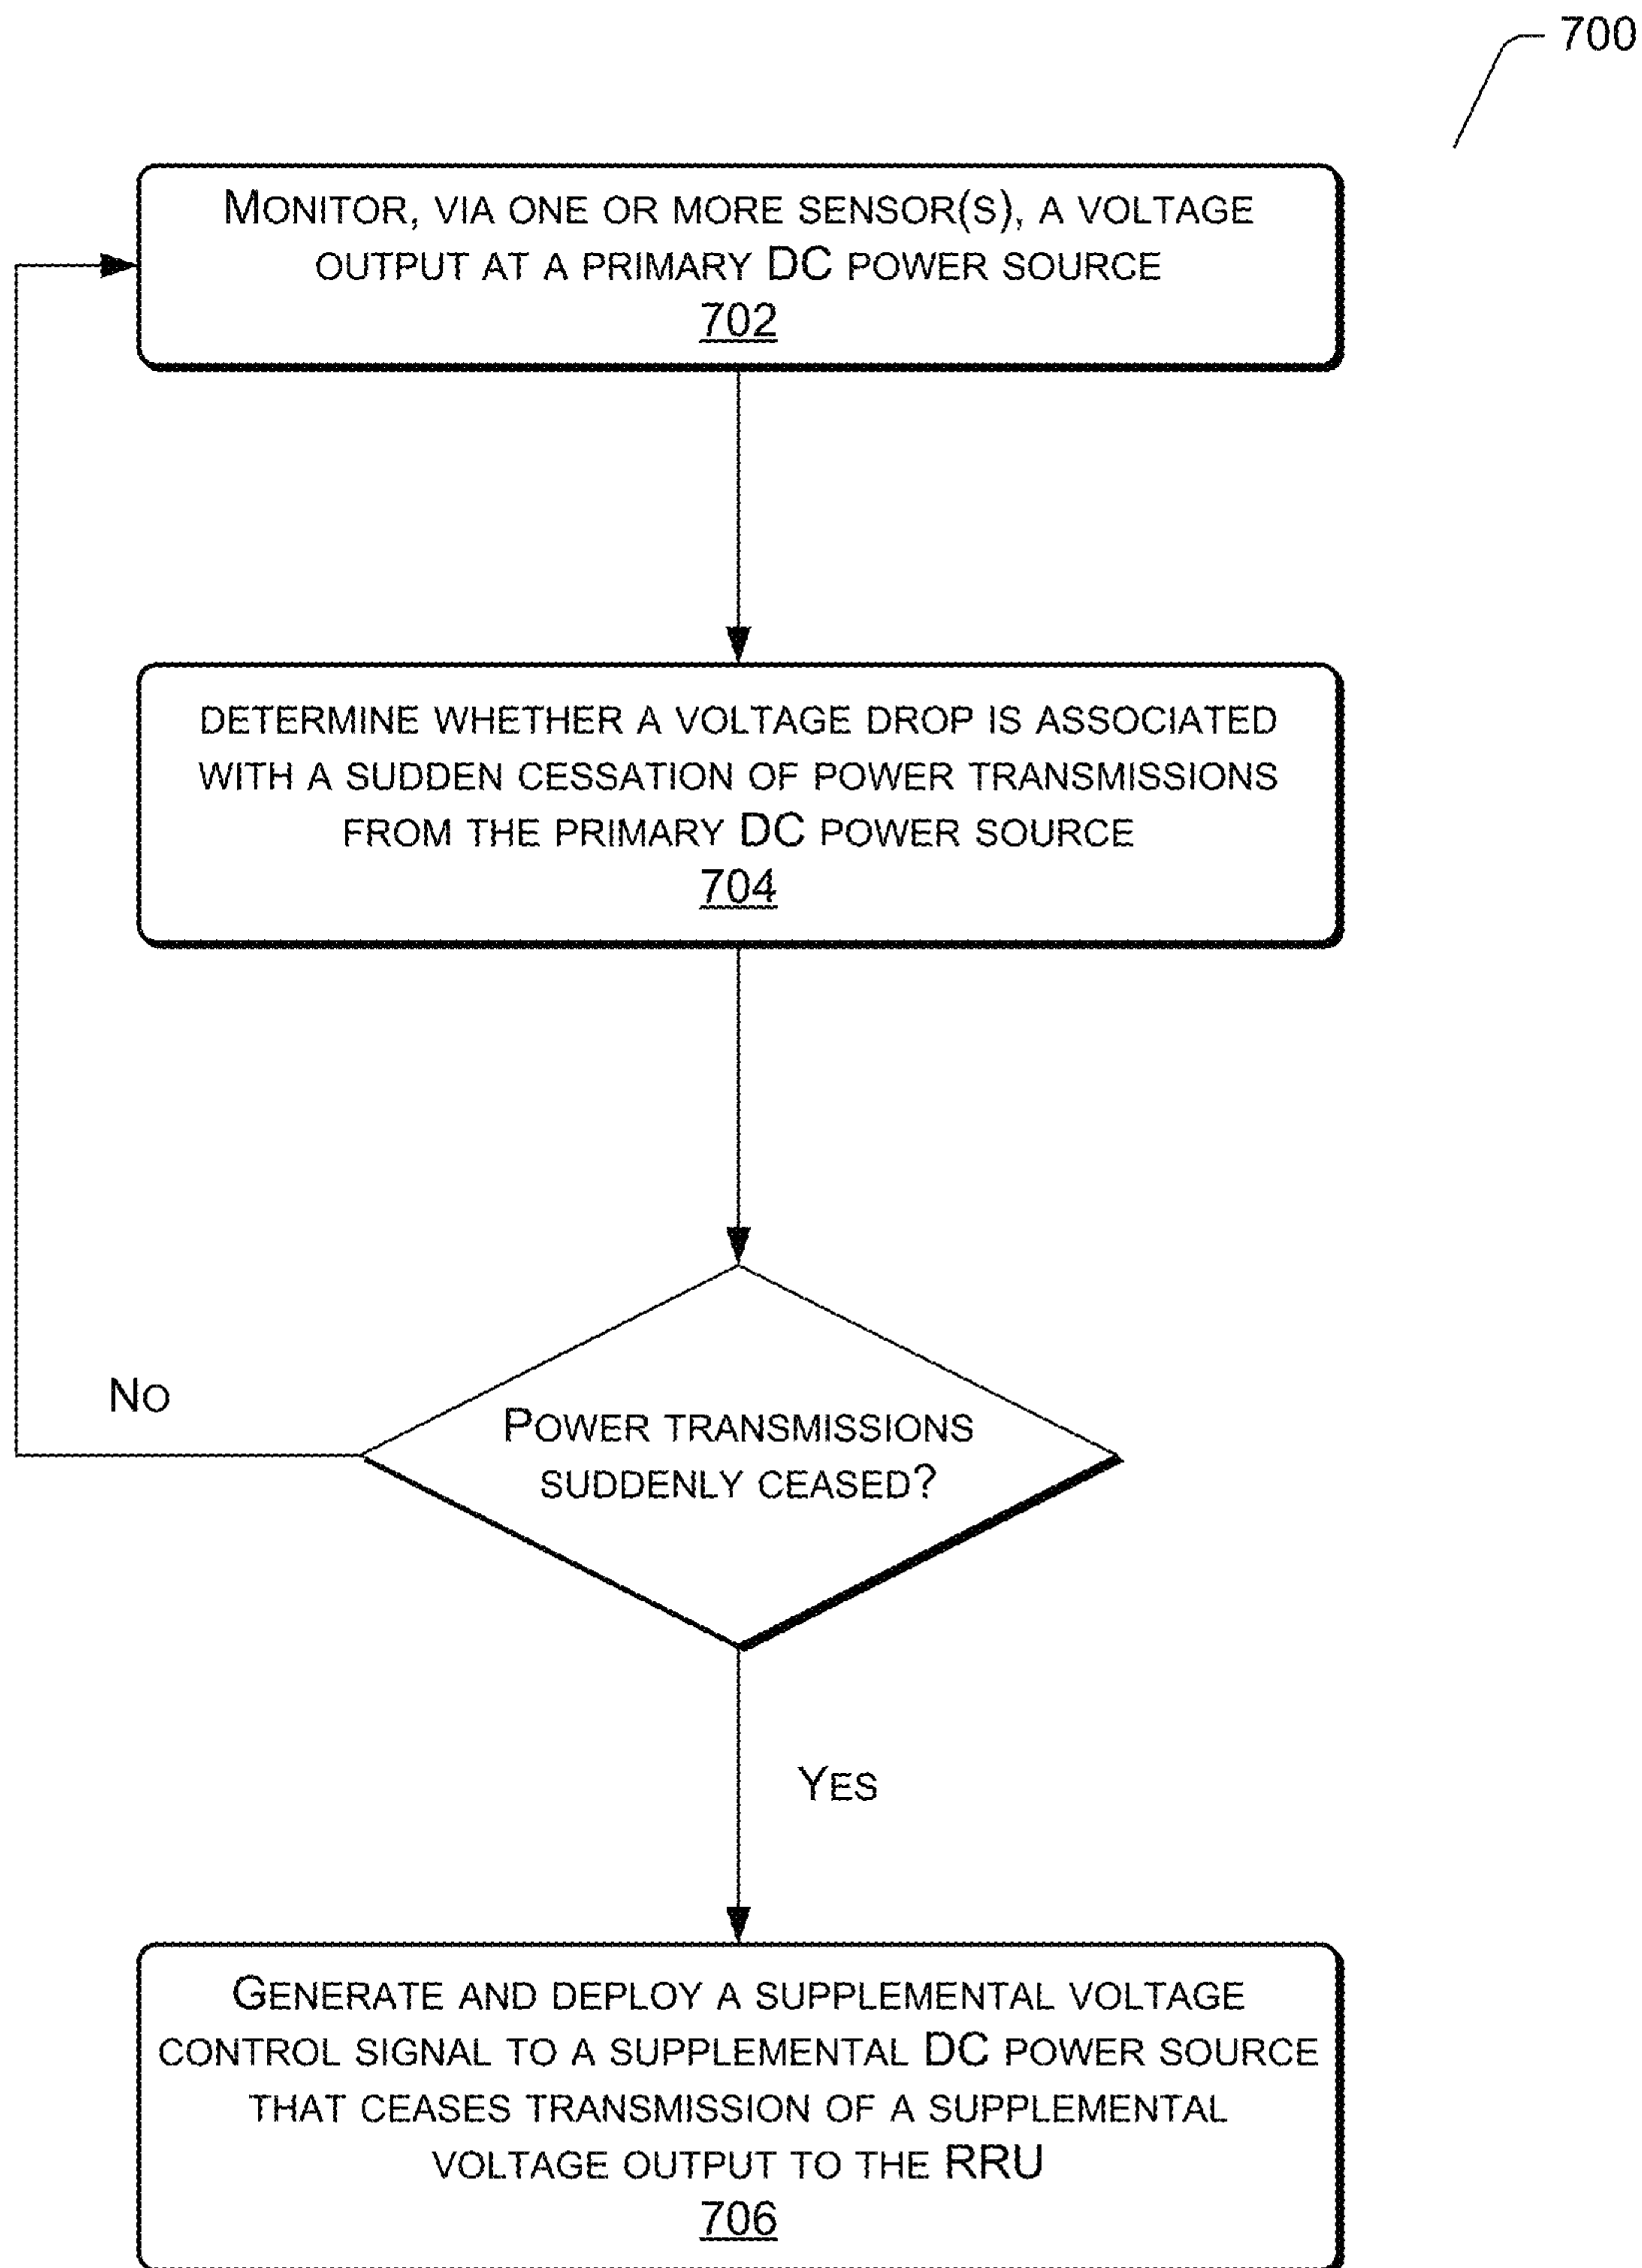 700
MONITOR, VIA ONE OR MORE SENSOR(S), A VOLTAGE
OUTPUT AT A PRIMARY DC POWER SOURCE
702
DETERMINE WHETHER A VOLTAGE DROP IS ASSOCIATED
WITH A SUDDEN CESSATION OF POWER TRANSMISSIONS
FROM THE PRIMARY DC POWER SOURCE
704
NO
POWER TRANSMISSIONS
SUDDENLY CEASED?
YES
GENERATE AND DEPLOY A SUPPLEMENTAL VOLTAGE
CONTROL SIGNAL TO A SUPPLEMENTAL DC POWER SOURCE
THAT CEASES TRANSMISSION OF A SUPPLEMENTAL
VOLTAGE OUTPUT TO THE RRU
706